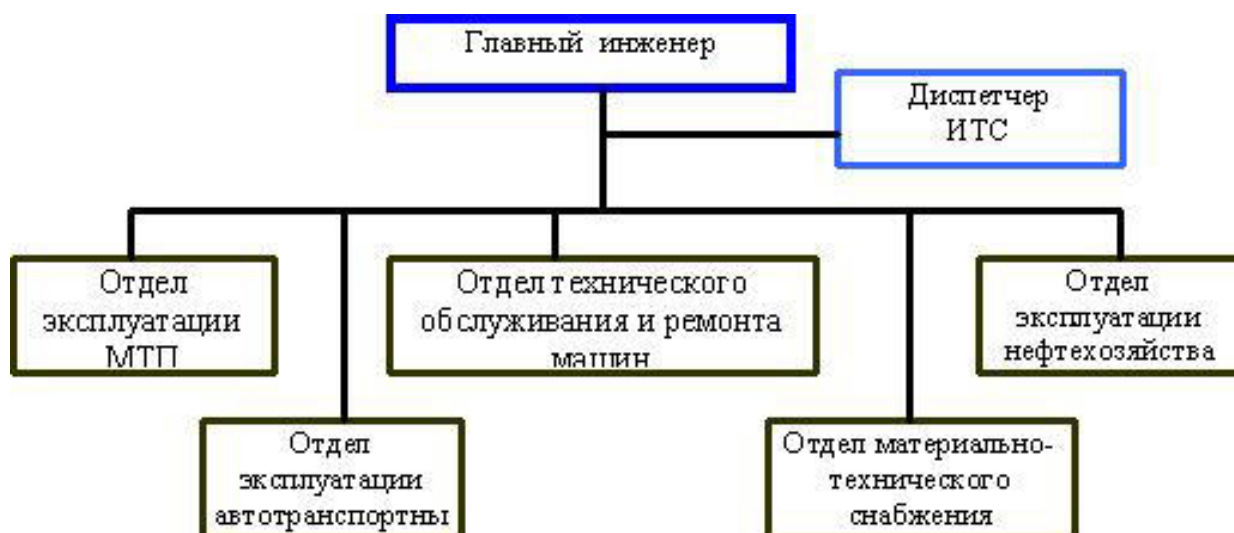 Главный инженер
Диспетчер
ИТС
Отдел
эксплуатации
МТП
Отдел технического
обслуживания и ремонта
машин
Отдел
эксплуатации
нефтехозяйства
Отдел
эксплуатации
автотранспортны
Отдел материально-
технического
снабжения